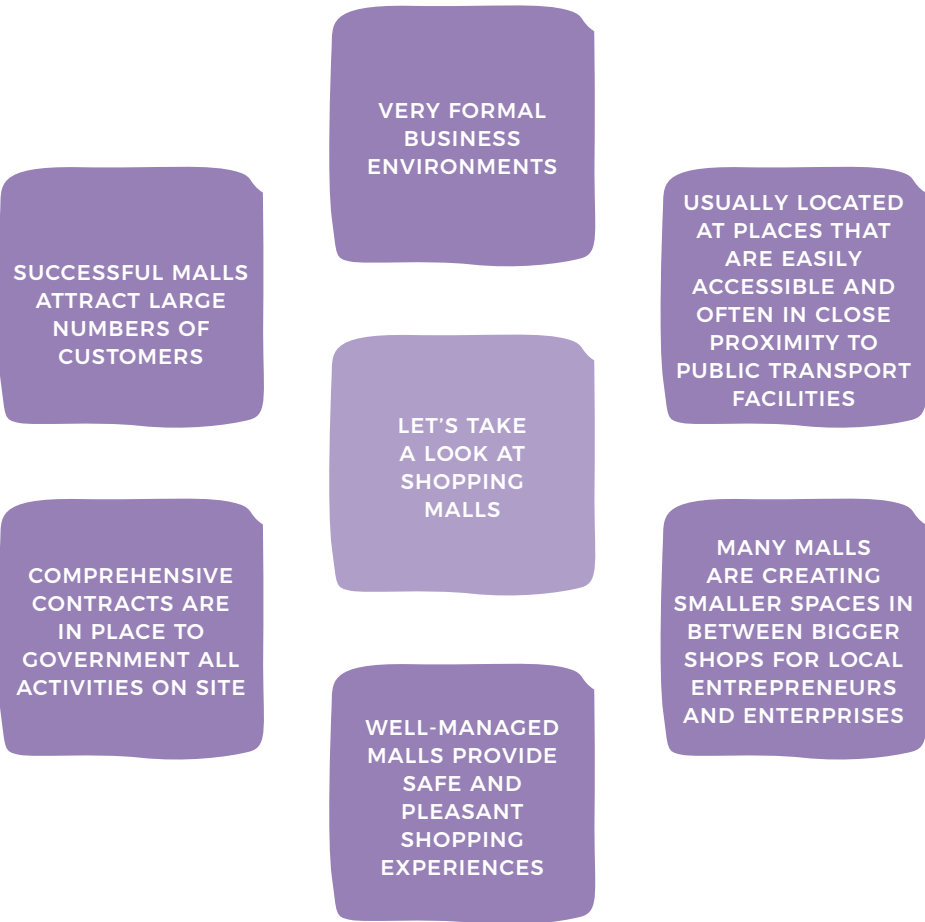 VERY FORMAL
BUSINESS
ENVIRONMENTS
SUCCESSFUL MALLS
ATTRACT LARGE
NUMBERS OF
CUSTOMERS
USUALLY LOCATED
AT PLACES THAT
ARE EASILY
ACCESSIBLE AND
OFTEN IN CLOSE
PROXIMITY TO
PUBLIC TRANSPORT
FACILITIES
LET’S TAKE
A LOOK AT
SHOPPING
MALLS
COMPREHENSIVE
CONTRACTS ARE
IN PLACE TO
GOVERNMENT ALL
ACTIVITIES ON SITE
MANY MALLS
ARE CREATING
SMALLER SPACES IN
BETWEEN BIGGER
SHOPS FOR LOCAL
ENTREPRENEURS
AND ENTERPRISES
WELL-MANAGED
MALLS PROVIDE
SAFE AND
PLEASANT
SHOPPING
EXPERIENCES